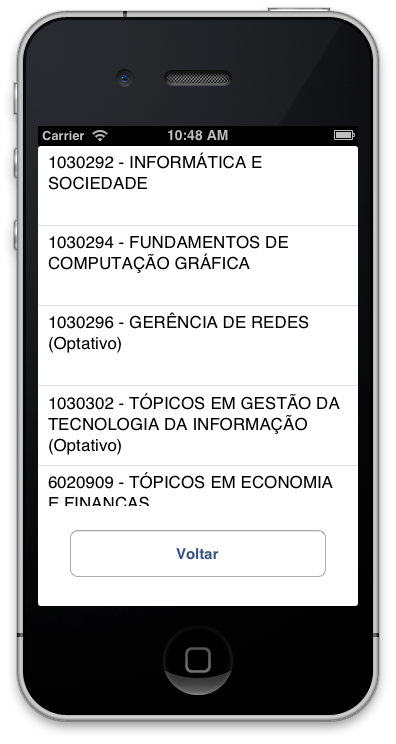 Carrier 10:48 AM
1030292 - INFORMÁTICA E
SOCIEDADE
1030294 - FUNDAMENTOS DE
COMPUTAÇÃO GRÁFICA
1030296 - GERÊNCIA DE REDES
(Optativo)
1030302 - TÓPICOS EM GESTÃO DA
TECNOLOGIA DA INFORMAÇÃO
(Optativo)
6020909 - TÓPICOS EM ECONOMIA
E FINANCAS
Voltar